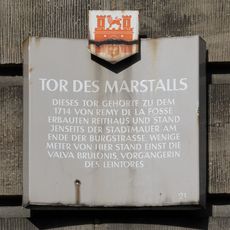 TOR DES MARSTALLS
DIESES TOR GEHÖRTE ZU DEM
1714 VON REMY DE LA FOSSE
ERBAUTEN REITHAUS UND STAND
JENSEITS DER STADTMAUER AM
ENDE DER BURGSTRASSE. WENIGE
METER VON HIER STAND EINST DIE
VALVA BRULONIS, VORGÄNGERIN
DES LEINTORES